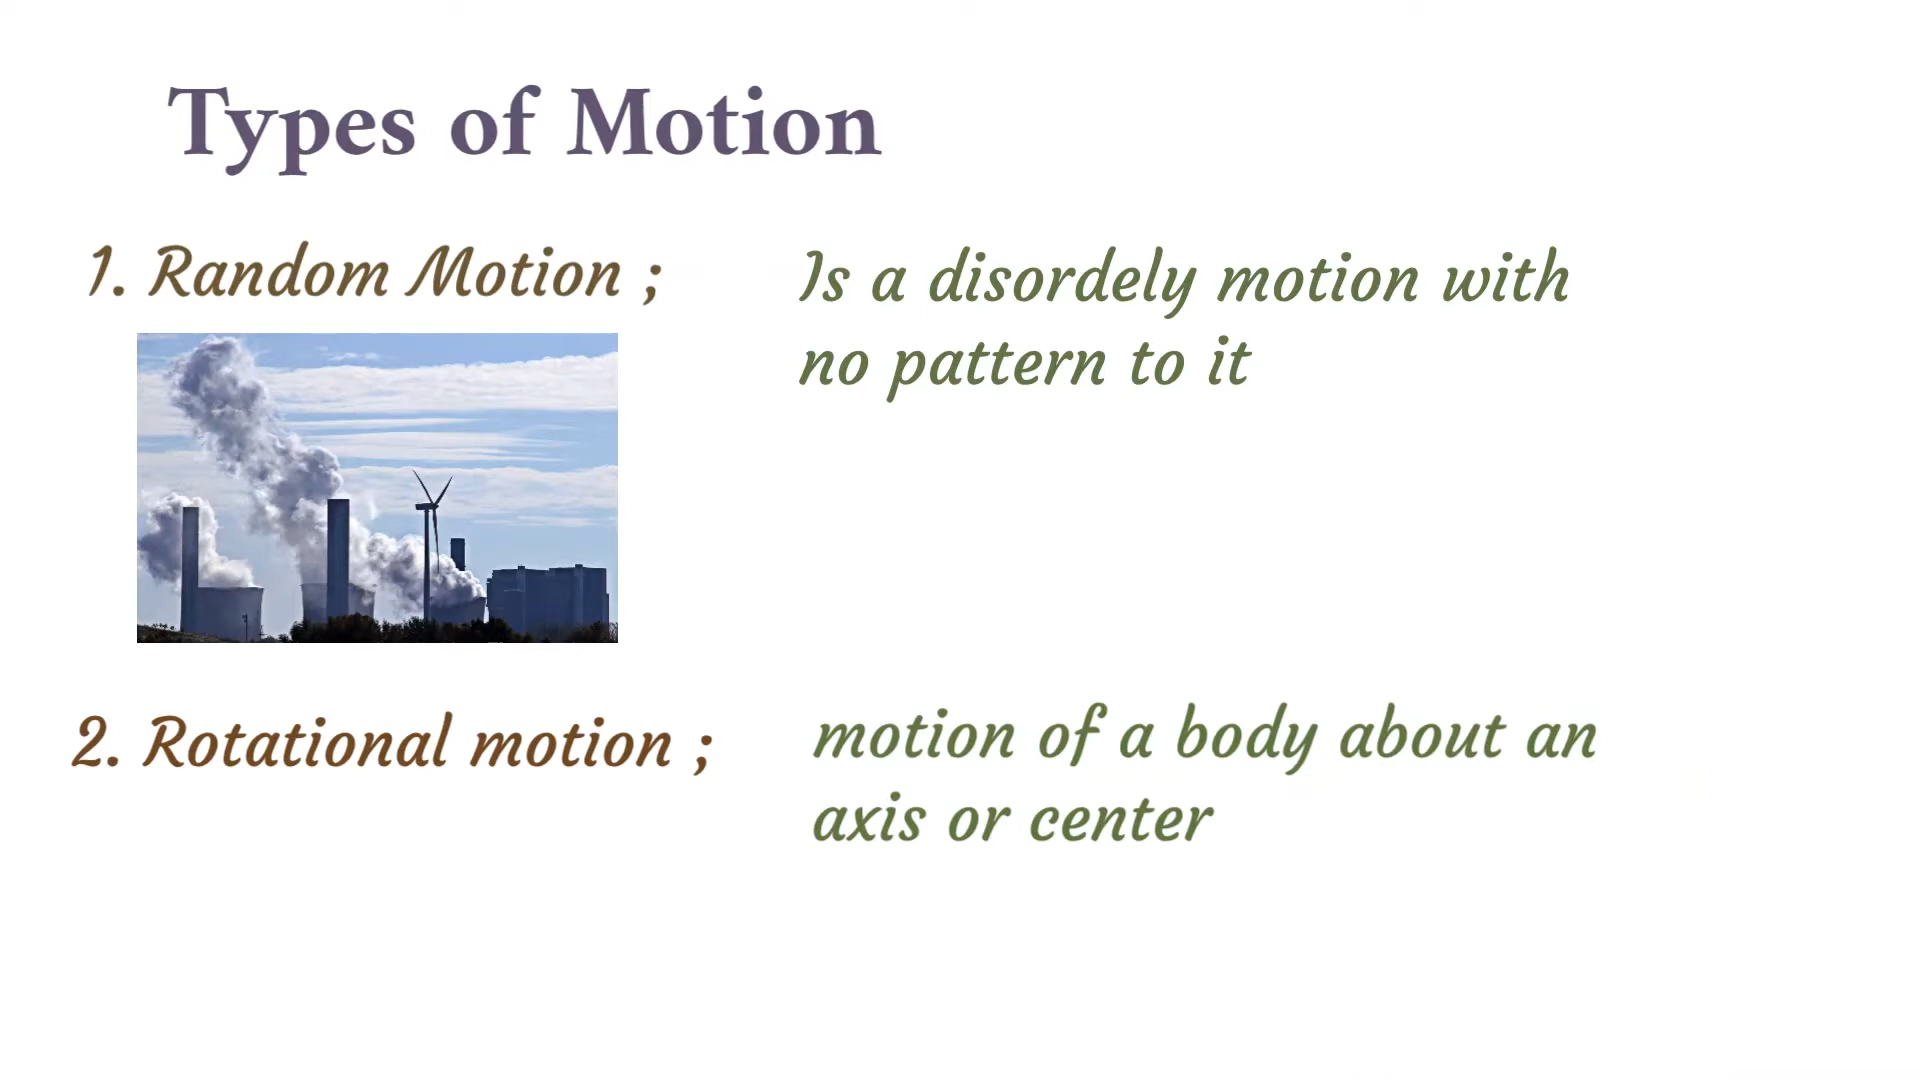 Types of Motion
1. Random Motion ;
Is a disordely motion with
no pattern to it
2. Rotational motion ;
motion of a body about an
axis or center